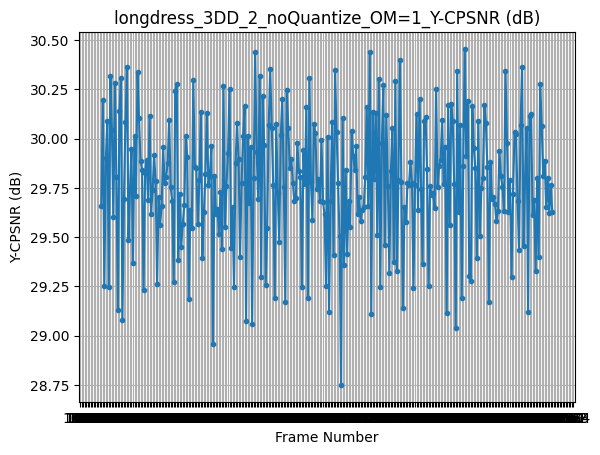 longdress_3DD_2_noQuantize_OM=1_Y-CPSNR (dB)
30.50
30.25
30.00
29.75
29.50
29.25
29.00
28.75
Y-CPSNR (dB)
Frame Number